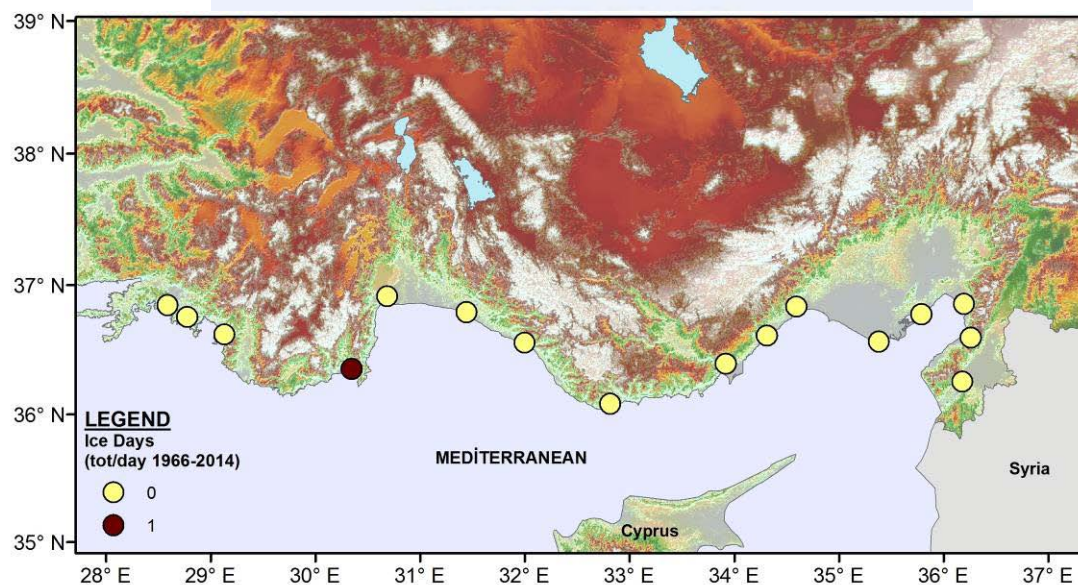 39° N
38° N
37° N
36° N
35° N
LEGEND
Ice Days
(tot/day 1966-2014)
0
1
MEDİTERRANEAN
Cyprus
Syria
28° E 29° E 30° E 31° E 32° E 33° E 34° E 35° E 36° E 37° E